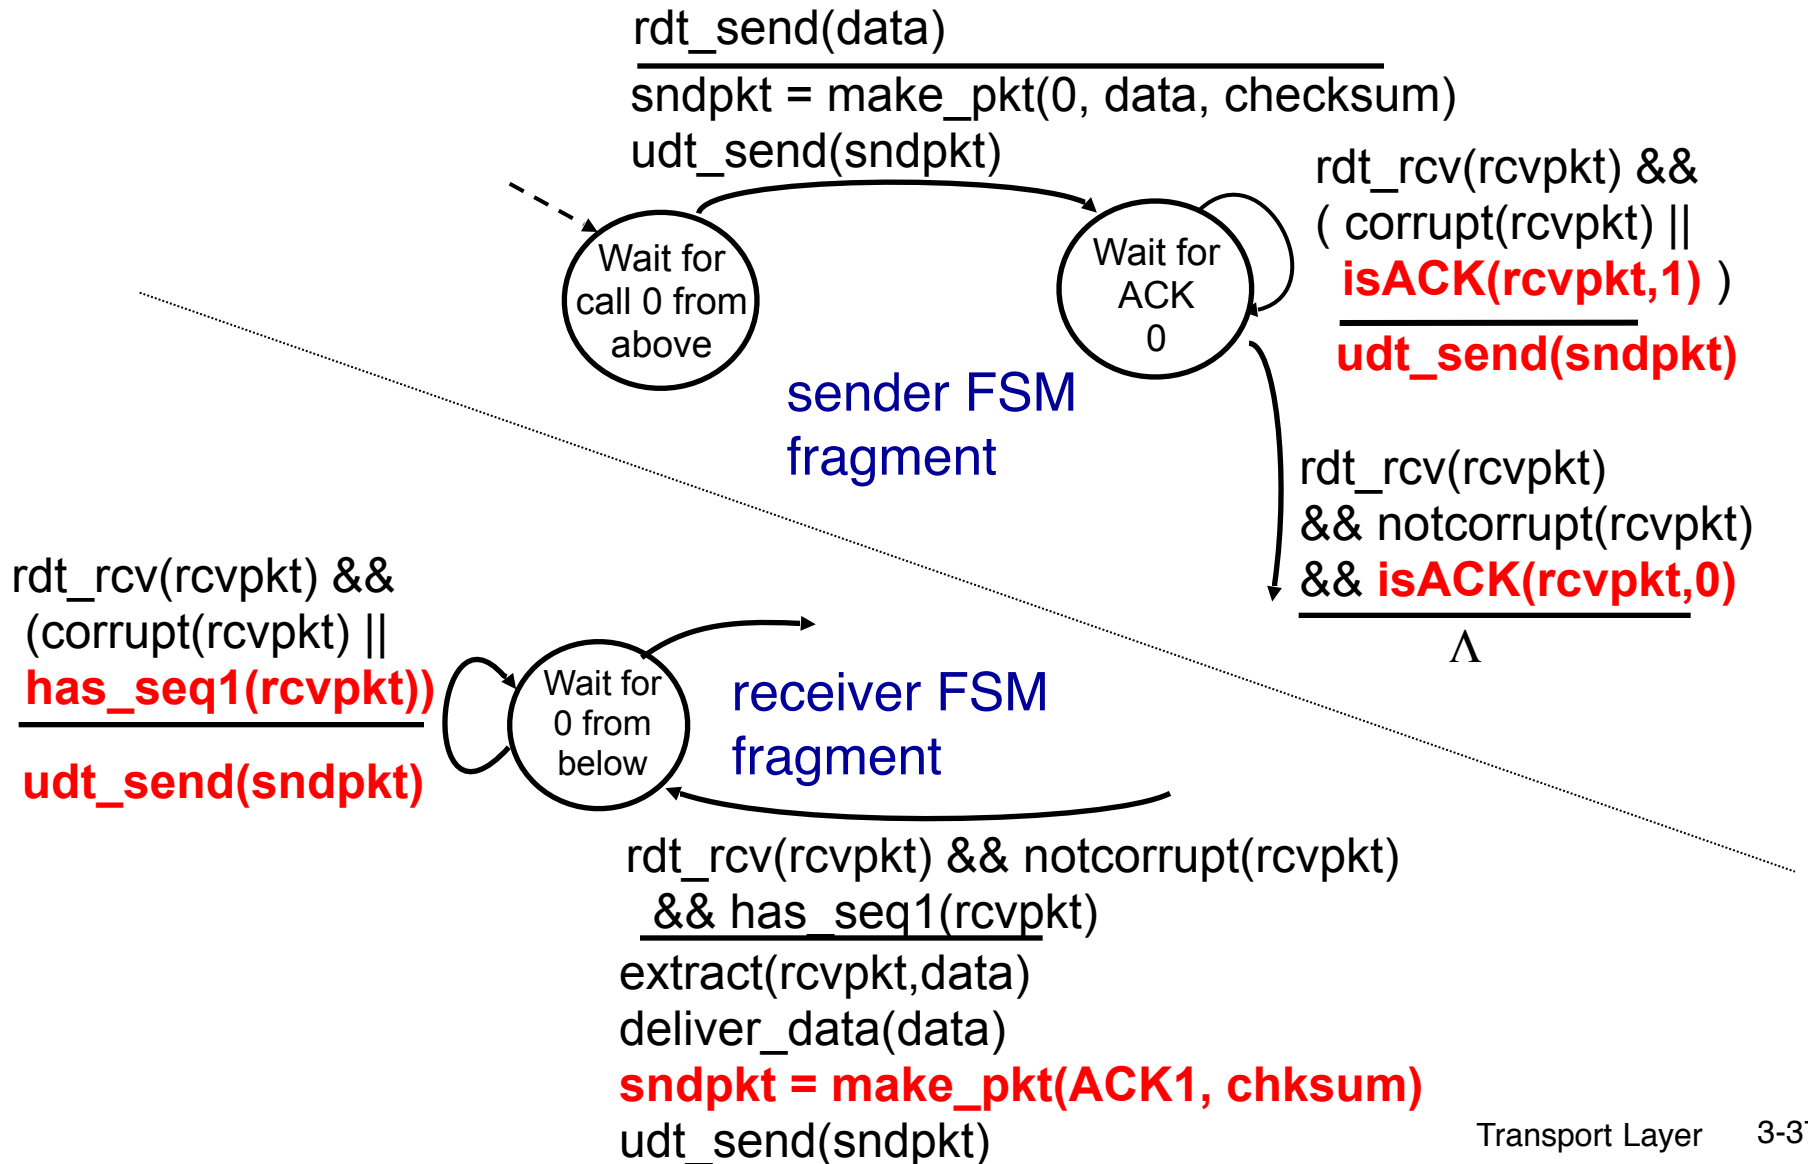 rdt_send(data)
sndpkt = make_pkt(0, data, checksum)
udt_send(sndpkt)
Wait for
call 0 from
above
Wait for
ACK
0
rdt_rcv(rcvpkt) &&
( corrupt(rcvpkt) ||
isACK(rcvpkt,1) )
udt_send(sndpkt)
sender FSM
fragment
rdt_rcv(rcvpkt)
&& notcorrupt(rcvpkt)
&& isACK(rcvpkt,0)
Λ
rdt_rcv(rcvpkt) &&
(corrupt(rcvpkt) ||
has_seq1(rcvpkt))
udt_send(sndpkt)
Wait for
0 from
below
receiver FSM
fragment
rdt_rcv(rcvpkt) && notcorrupt(rcvpkt)
&& has_seq1(rcvpkt)
extract(rcvpkt,data)
deliver_data(data)
sndpkt = make_pkt(ACK1, chksum)
udt_send(sndpkt)
Transport Layer 3-37